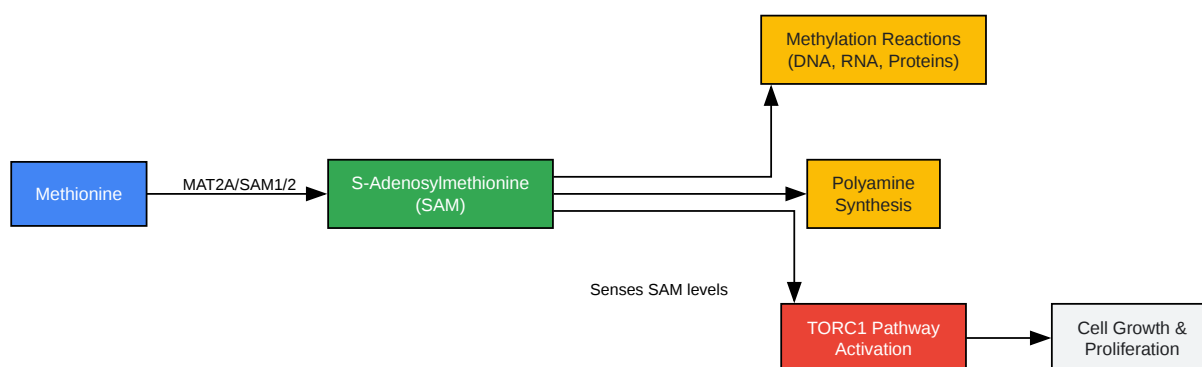 Methylation Reactions
(DNA, RNA, Proteins)
Methionine
MAT2A/SAM1/2
S-Adenosylmethionine
(SAM)
Polyamine
Synthesis
Senses SAM levels
TORC1 Pathway
Activation
Cell Growth &
Proliferation